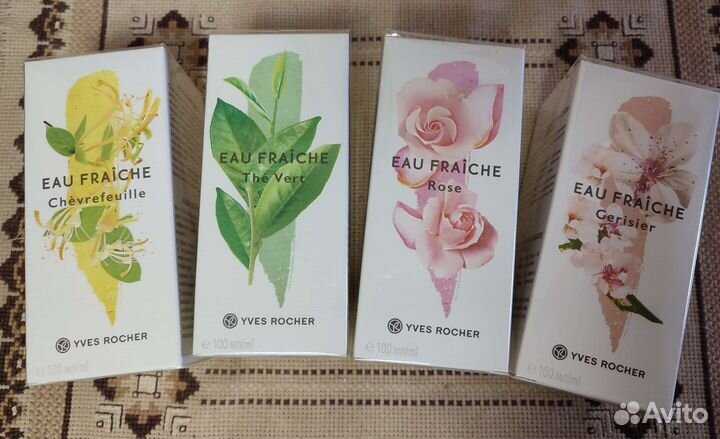 EAU FRAÎCHE
Chèvrefeuille
YVES ROCHER
℮ 100 мл/ml
EAU FRAÎCHE
Thé Vert
YVES ROCHER
℮ 100 мл/ml
EAU FRAÎCHE
Rose
YVES ROCHER
℮ 100 мл/ml
EAU FRAÎCHE
Cerisier
YVES ROCHER
℮ 100 мл/ml
Avito